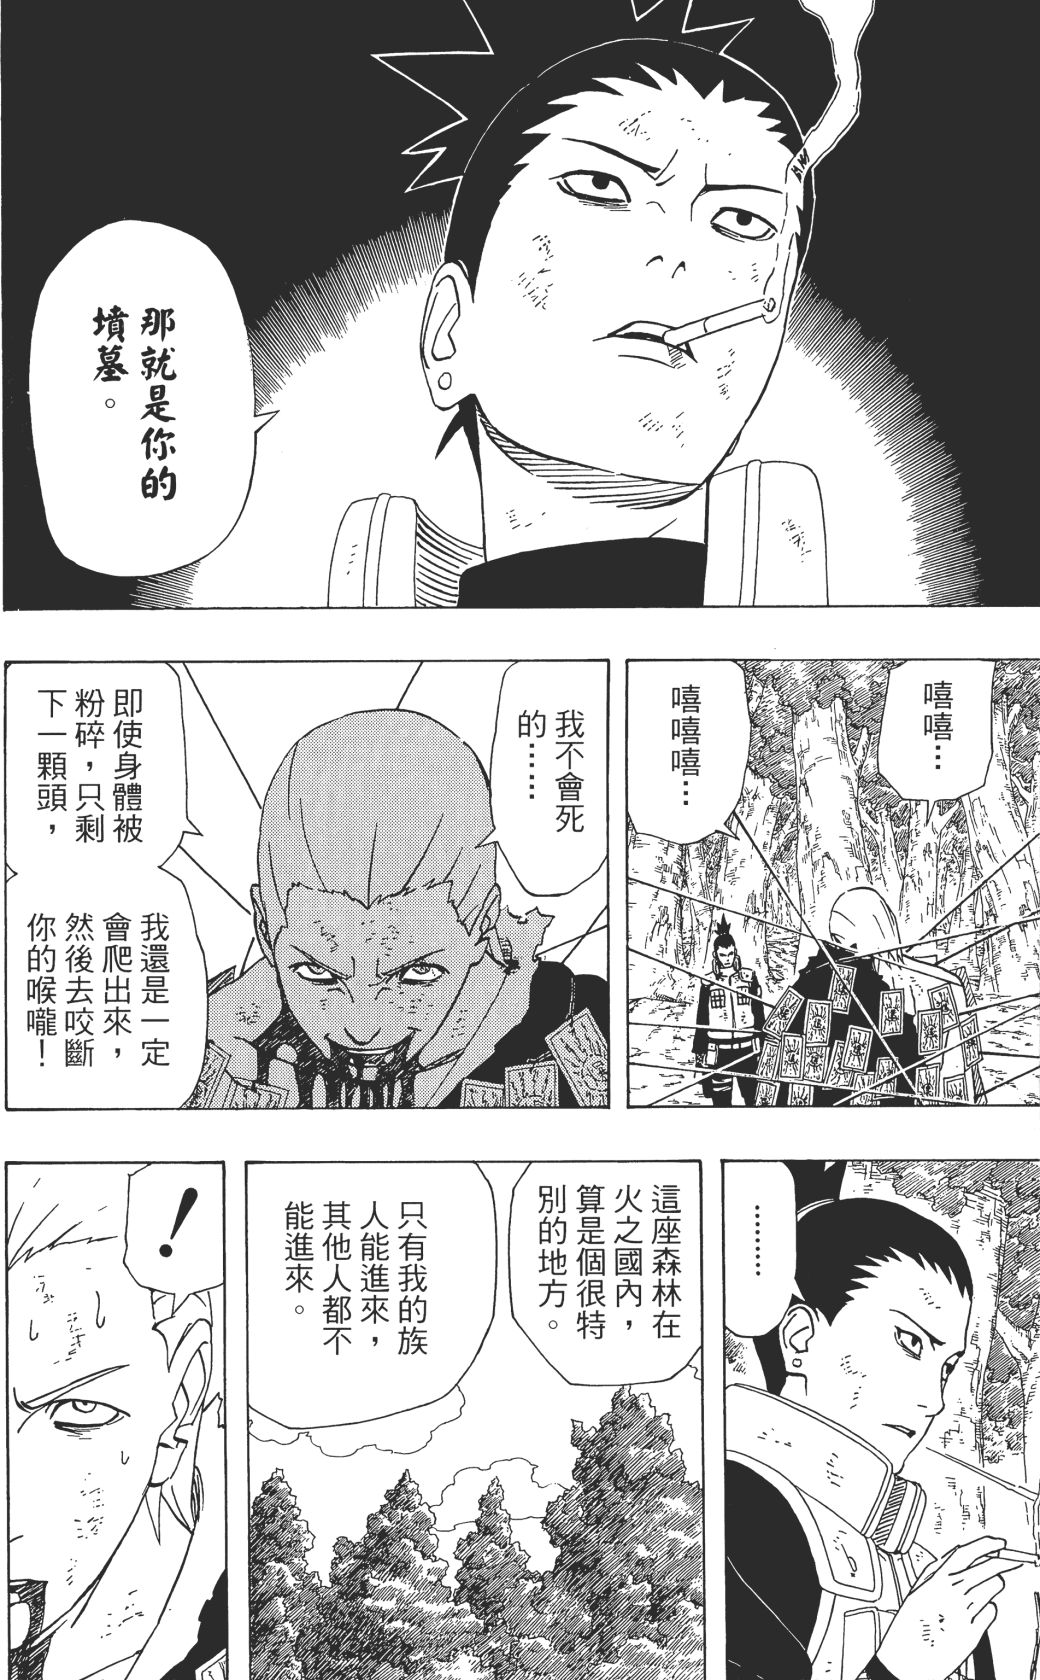 那就是你的
墳墓。
嘻嘻…
嘻嘻嘻…
我不會死
的……
即使身體被
粉碎，只剩
下一顆頭，
我還是一定
會爬出來，
然後去咬斷
你的喉嚨！
………
這座森林在
火之國內，
算是個很特
別的地方。
只有我的族
人能進來，
其他人都不
能進來。
！